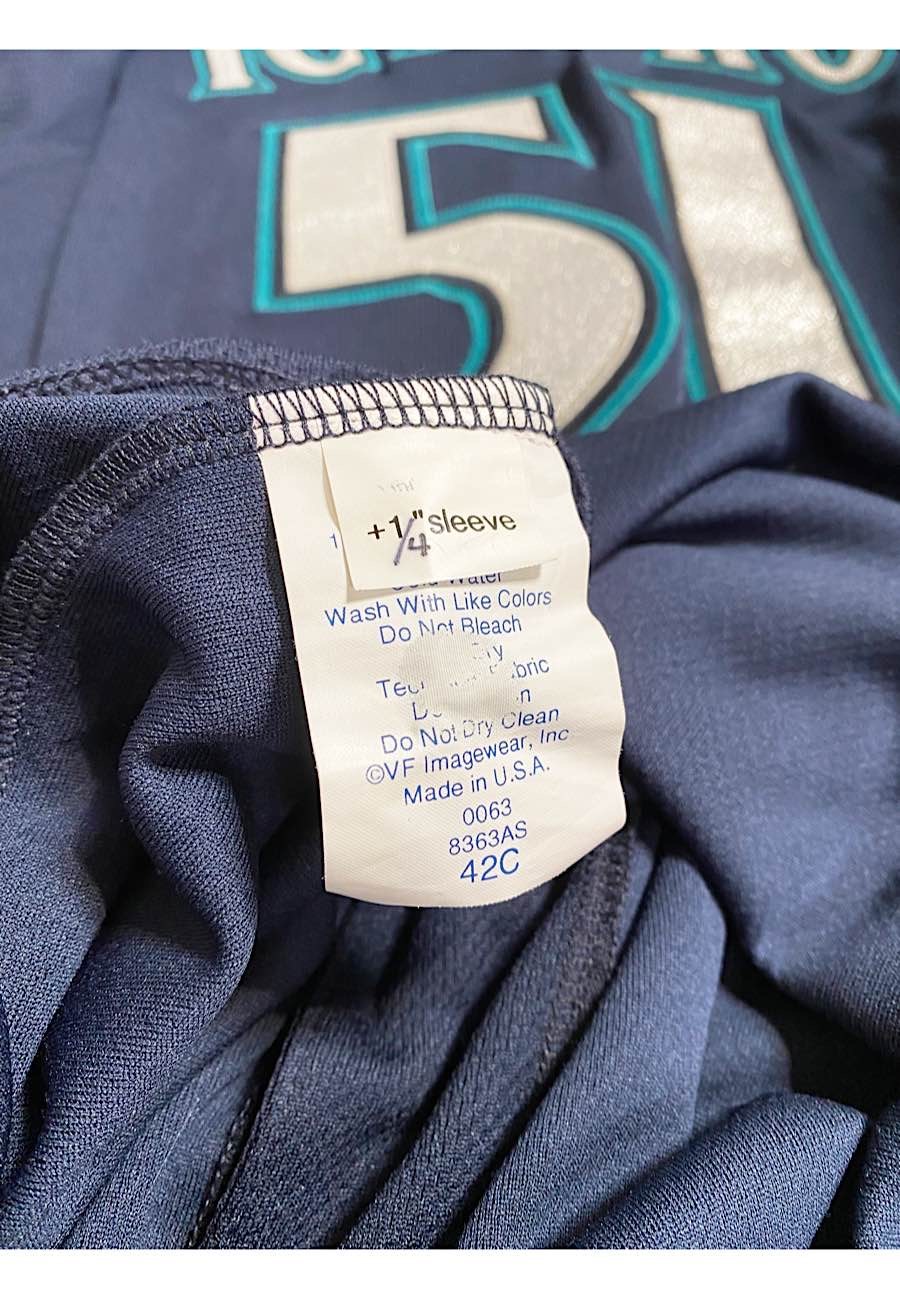 51
+1/4" sleeve
Water
Wash With Like Colors
Do Not Bleach
Do Not Dry Clean
©VF Imagewear, Inc
Made in U.S.A.
0063
8363AS
42C